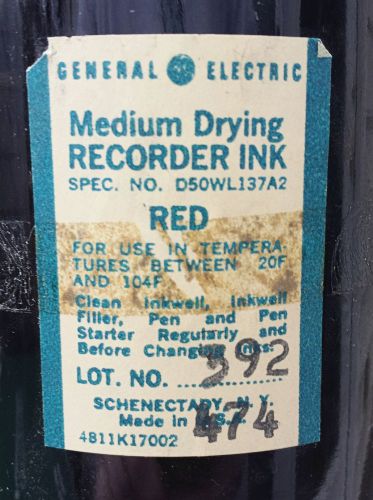 GENERAL GE ELECTRIC
Medium Drying
RECORDER INK
SPEC. NO. D50WL137A2
RED
FOR USE IN TEMPERA-
TURES BETWEEN 20F
AND 104F
Clean Inkwell, Inkwell
Filler, Pen and Pen
Starter Regularly and
Before Changing Inks.
LOT. NO. 392
SCHENECTADY, N. Y.
Made in U.S.A.
474
4811K17002